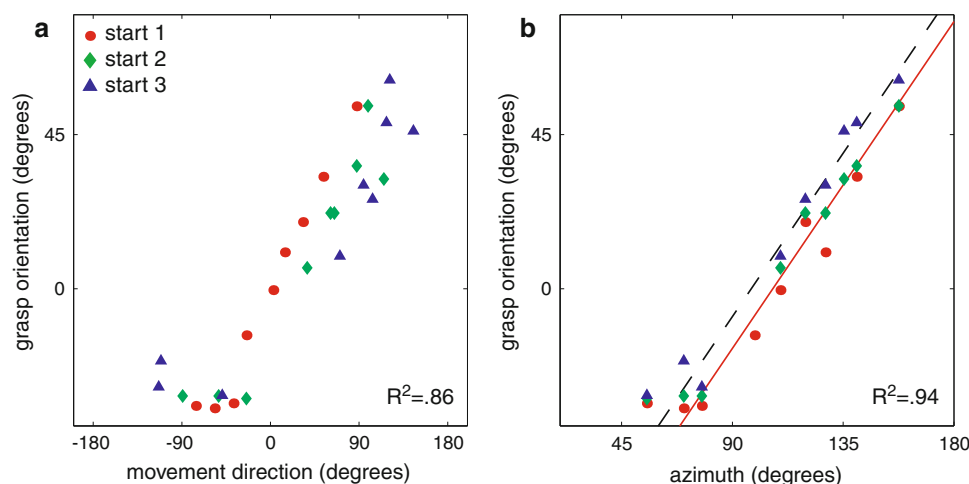 a
start 1
start 2
start 3
grasp orientation (degrees)
45
0
R²=.86
-180 -90 0 90 180
movement direction (degrees)
b
grasp orientation (degrees)
45
0
R²=.94
45 90 135 180
azimuth (degrees)